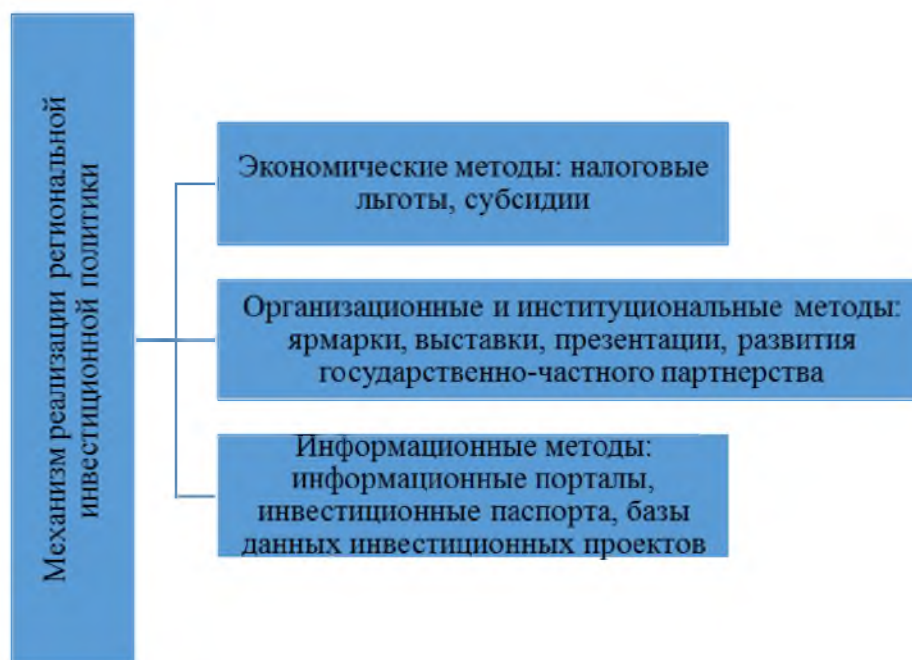 Механизм реализации региональной
инвестиционной политики
Экономические методы: налоговые
льготы, субсидии
Организационные и институциональные методы:
ярмарки, выставки, презентации, развития
государственно-частного партнерства
Информационные методы:
информационные порталы,
инвестиционные паспорта, базы
данных инвестиционных проектов